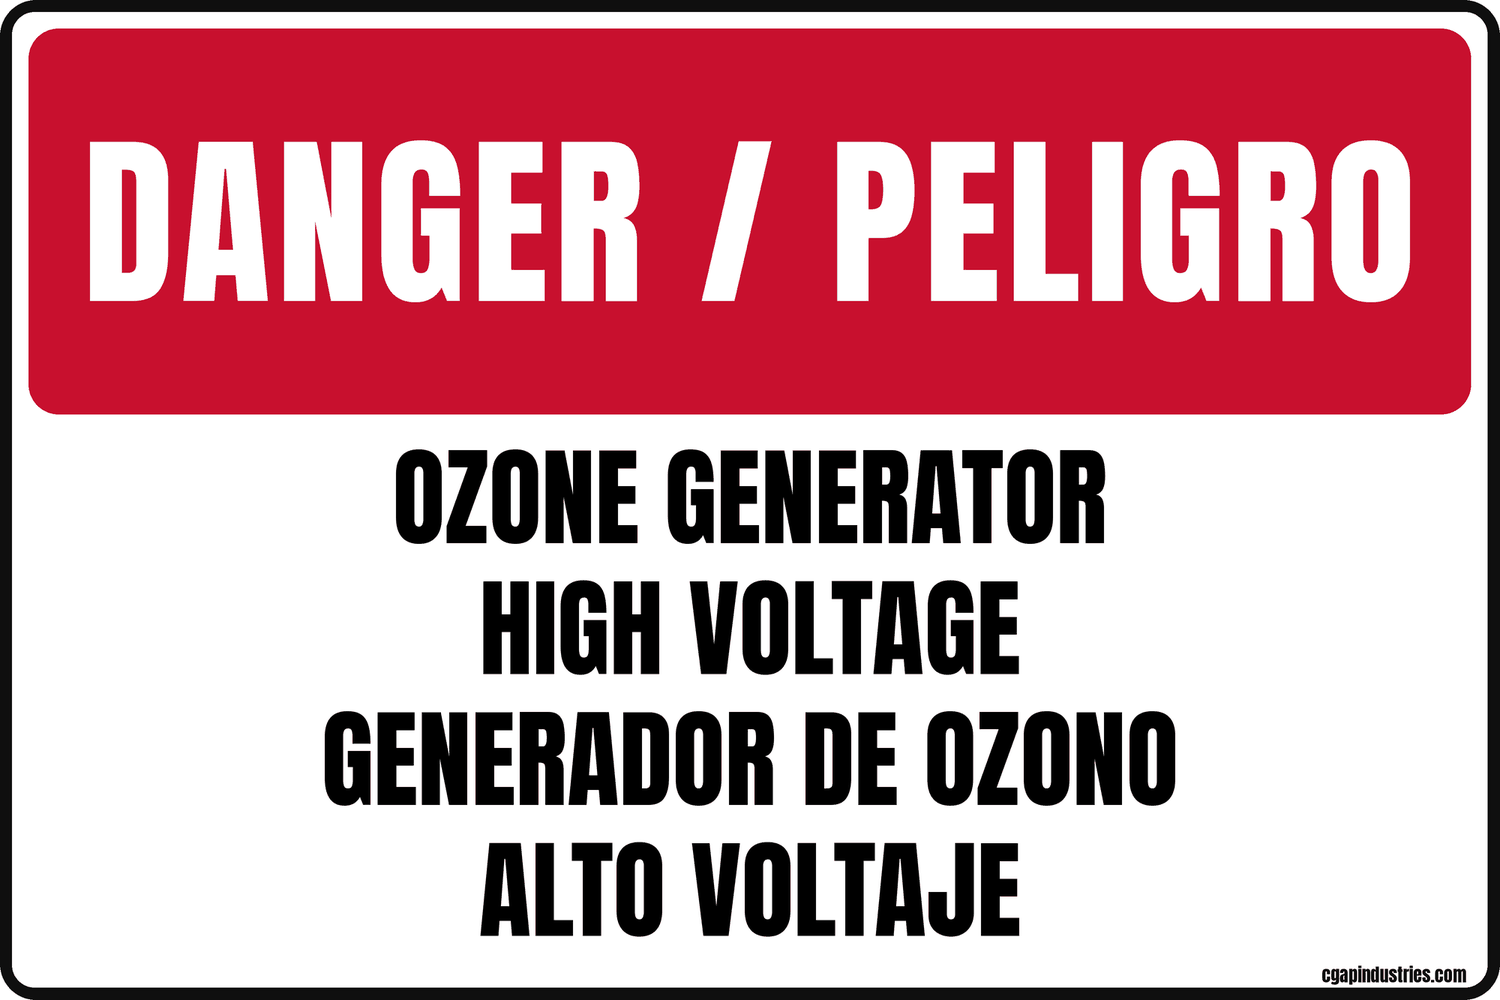 DANGER / PELIGRO
OZONE GENERATOR
HIGH VOLTAGE
GENERADOR DE OZONO
ALTO VOLTAJE
cgapindustries.com